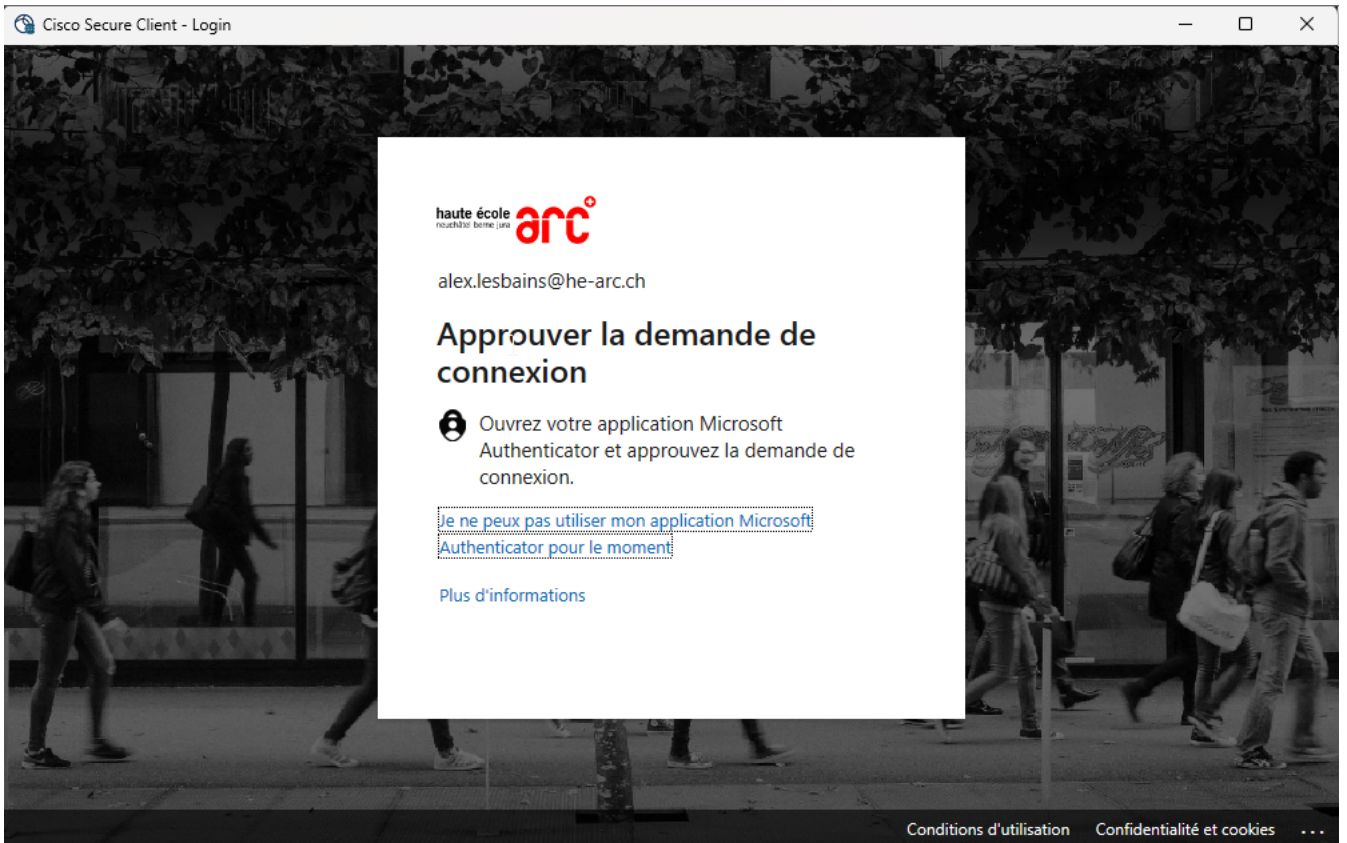 Cisco Secure Client - Login
haute école arc
neuchâtel berne jura
alex.lesbains@he-arc.ch
Approuver la demande de
connexion
Ouvrez votre application Microsoft
Authenticator et approuvez la demande de
connexion.
Je ne peux pas utiliser mon application Microsoft
Authenticator pour le moment
Plus d'informations
Conditions d'utilisation Confidentialité et cookies ...